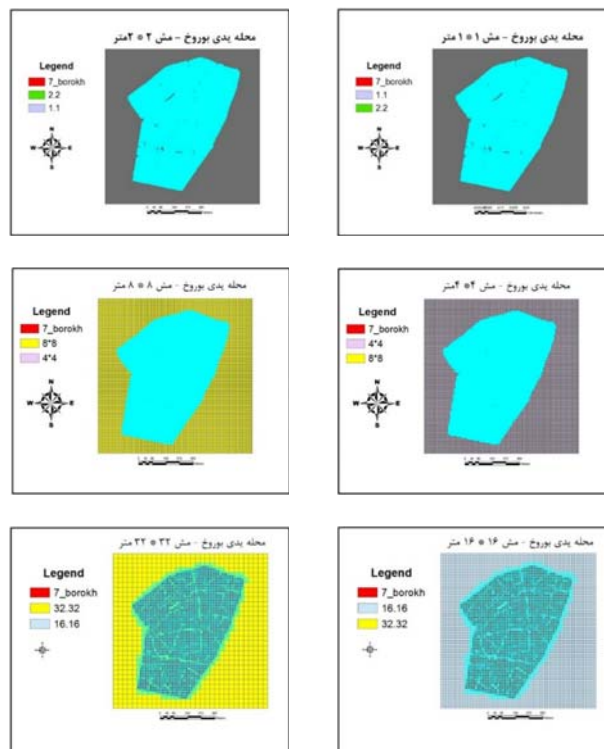 محله یدی بوروخ - مش ۱ * ۱ متر
Legend
7_borokh
1.1
2.2
N
W E
S
محله یدی بوروخ - مش ۲ * ۲ متر
Legend
7_borokh
2.2
1.1
N
W E
S
محله یدی بوروخ - مش ۴ * ۴ متر
Legend
7_borokh
4*4
8*8
N
W E
S
محله یدی بوروخ - مش ۸ * ۸ متر
Legend
7_borokh
8*8
4*4
N
W E
S
محله یدی بوروخ - مش ۱۶ * ۱۶ متر
Legend
7_borokh
16.16
32.32
محله یدی بوروخ - مش ۳۲ * ۳۲ متر
Legend
7_borokh
32.32
16.16